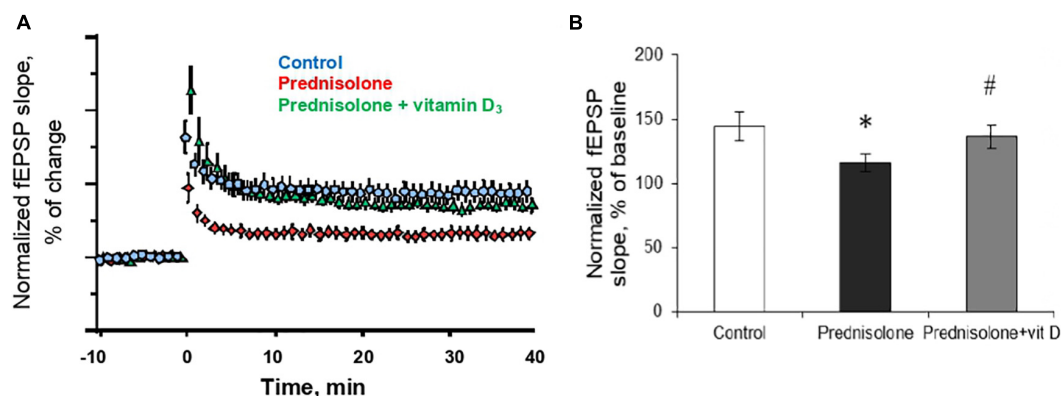 A
Normalized fEPSP slope,
% of change
Control
Prednisolone
Prednisolone + vitamin D₃
-10
0
10
20
30
40
Time, min
B
Normalized fEPSP
slope, % of baseline
200
150
100
50
0
*
#
Control
Prednisolone
Prednisolone+vit D